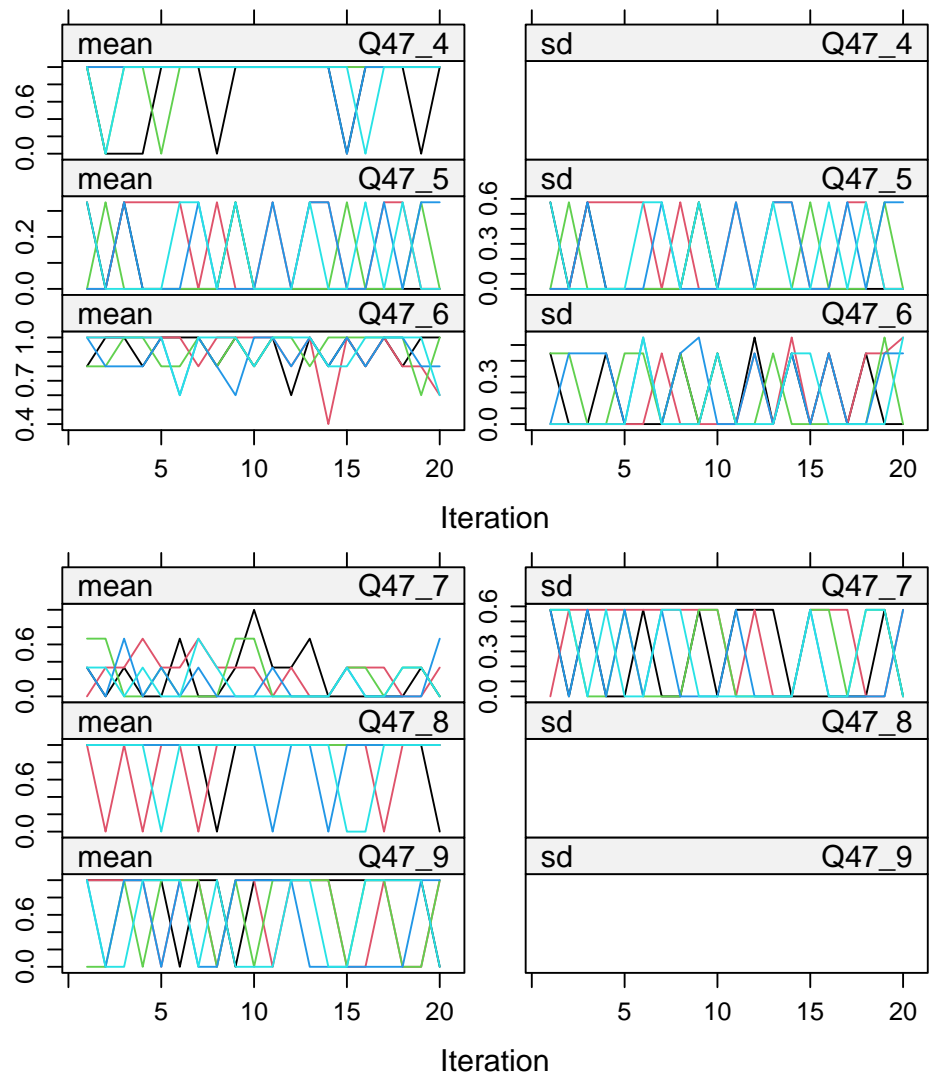 mean Q47_4 sd Q47_4
0.0 0.6
mean Q47_5 sd Q47_5
0.0 0.2 0.0 0.3 0.6
mean Q47_6 sd Q47_6
0.4 0.7 1.0 0.0 0.3
5 10 15 20 5 10 15 20
Iteration
mean Q47_7 sd Q47_7
0.0 0.6 0.0 0.3 0.6
mean Q47_8 sd Q47_8
0.0 0.6
mean Q47_9 sd Q47_9
0.0 0.6
5 10 15 20 5 10 15 20
Iteration